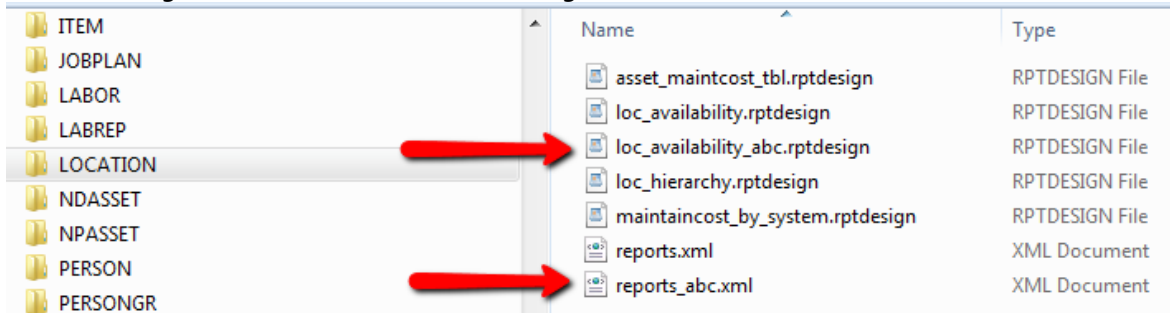 ITEM
JOBPLAN
LABOR
LABREP
LOCATION
NDASSET
NPASSET
PERSON
PERSONGR
Name Type
asset_maintcost_tbl.rptdesign RPTDESIGN File
loc_availability.rptdesign RPTDESIGN File
loc_availability_abc.rptdesign RPTDESIGN File
loc_hierarchy.rptdesign RPTDESIGN File
maintaincost_by_system.rptdesign RPTDESIGN File
reports.xml XML Document
reports_abc.xml XML Document